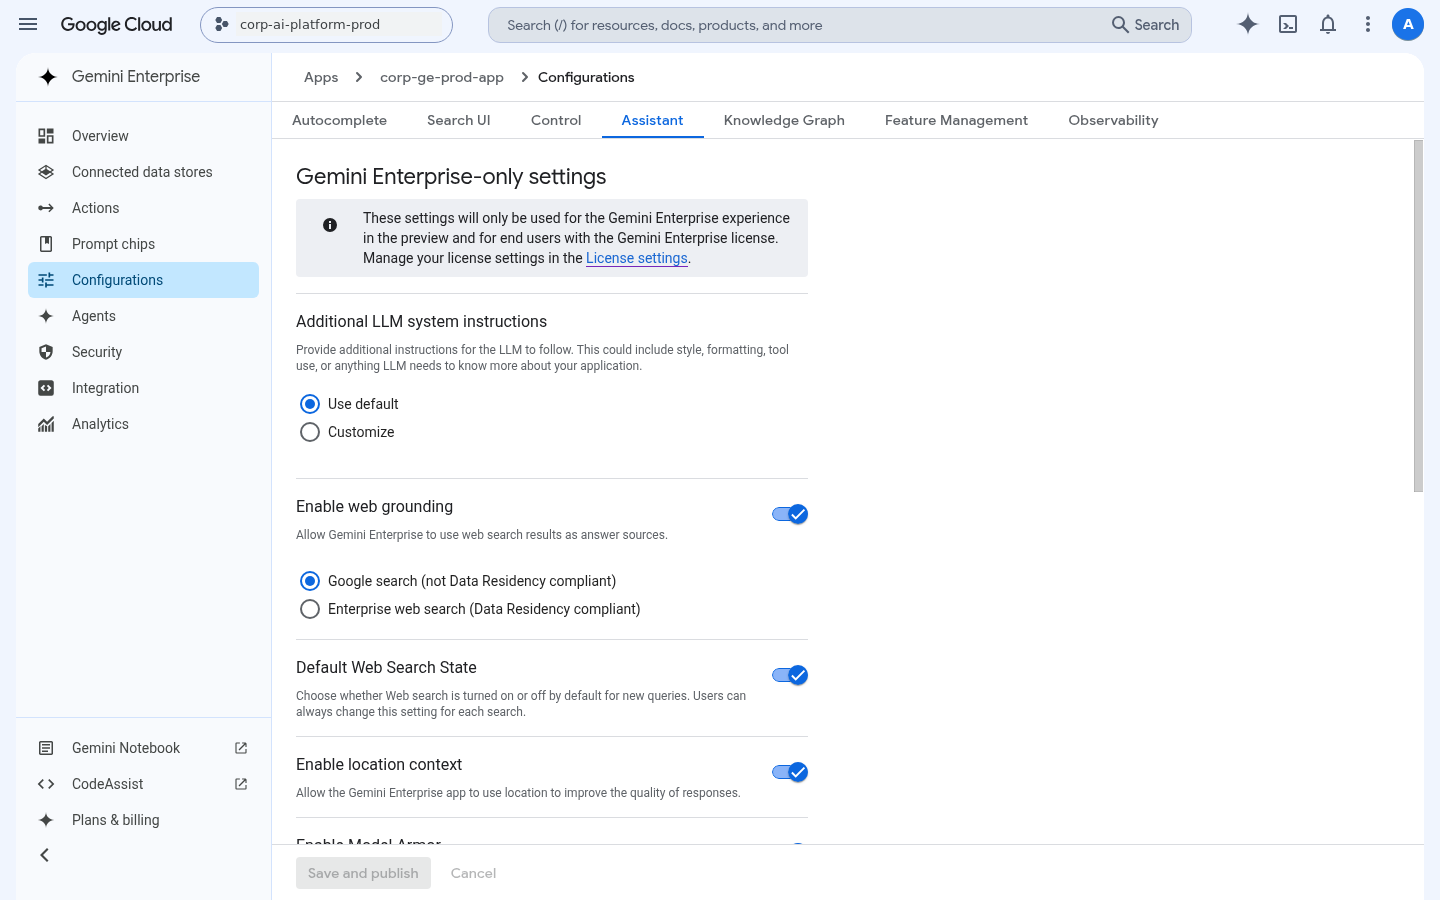 Google Cloud
corp-ai-platform-prod
Search (/) for resources, docs, products, and more
Search
A
Gemini Enterprise
Apps
corp-ge-prod-app
Configurations
Overview
Connected data stores
Actions
Prompt chips
Configurations
Agents
Security
Integration
Analytics
Gemini Notebook
CodeAssist
Plans & billing
Autocomplete
Search UI
Control
Assistant
Knowledge Graph
Feature Management
Observability
Gemini Enterprise-only settings
These settings will only be used for the Gemini Enterprise experience
in the preview and for end users with the Gemini Enterprise license.
Manage your license settings in the License settings.
Additional LLM system instructions
Provide additional instructions for the LLM to follow. This could include style, formatting, tool
use, or anything LLM needs to know more about your application.
Use default
Customize
Enable web grounding
Allow Gemini Enterprise to use web search results as answer sources.
Google search (not Data Residency compliant)
Enterprise web search (Data Residency compliant)
Default Web Search State
Choose whether Web search is turned on or off by default for new queries. Users can
always change this setting for each search.
Enable location context
Allow the Gemini Enterprise app to use location to improve the quality of responses.
Enable Model Armor
Save and publish
Cancel